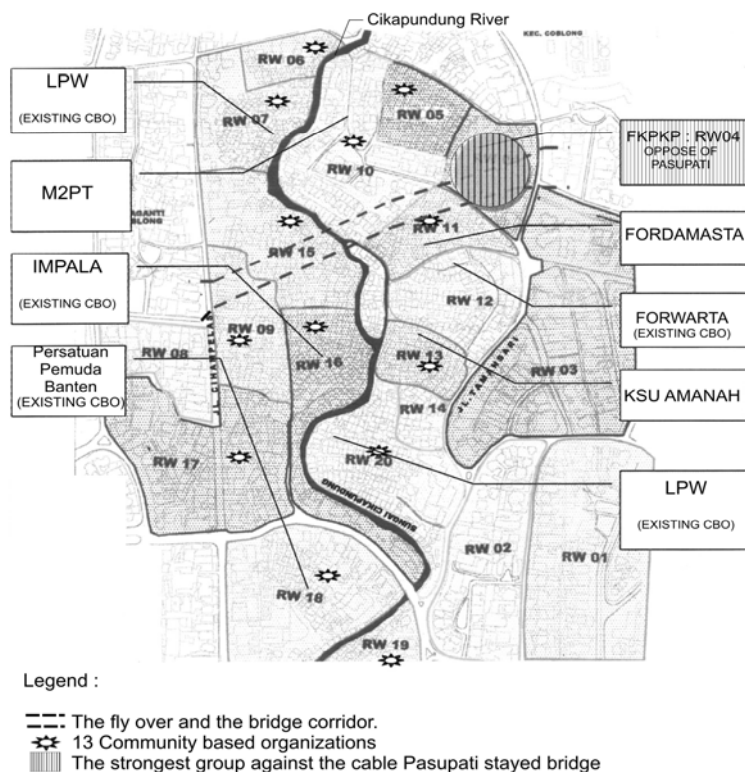 Cikapundung River
KEC. COBLONG
LPW
(EXISTING CBO)
M2PT
IMPALA
(EXISTING CBO)
Persatuan
Pemuda
Banten
(EXISTING CBO)
FKPKP : RW04
OPPOSE OF
PASUPATI
FORDAMASTA
FORWARTA
(EXISTING CBO)
KSU AMANAH
LPW
(EXISTING CBO)
RW 06
RW 07
RW 05
RW 10
RW 11
RW 15
RW 12
RW 09
RW 08
RW 16
RW 13
RW 03
RW 14
RW 17
RW 20
RW 02
RW 01
RW 18
RW 19
JL. CIHAMPELAS
JL. TAMANSARI
SUNGAI CIKAPUNDUNG
Legend :
The fly over and the bridge corridor.
13 Community based organizations
The strongest group against the cable Pasupati stayed bridge